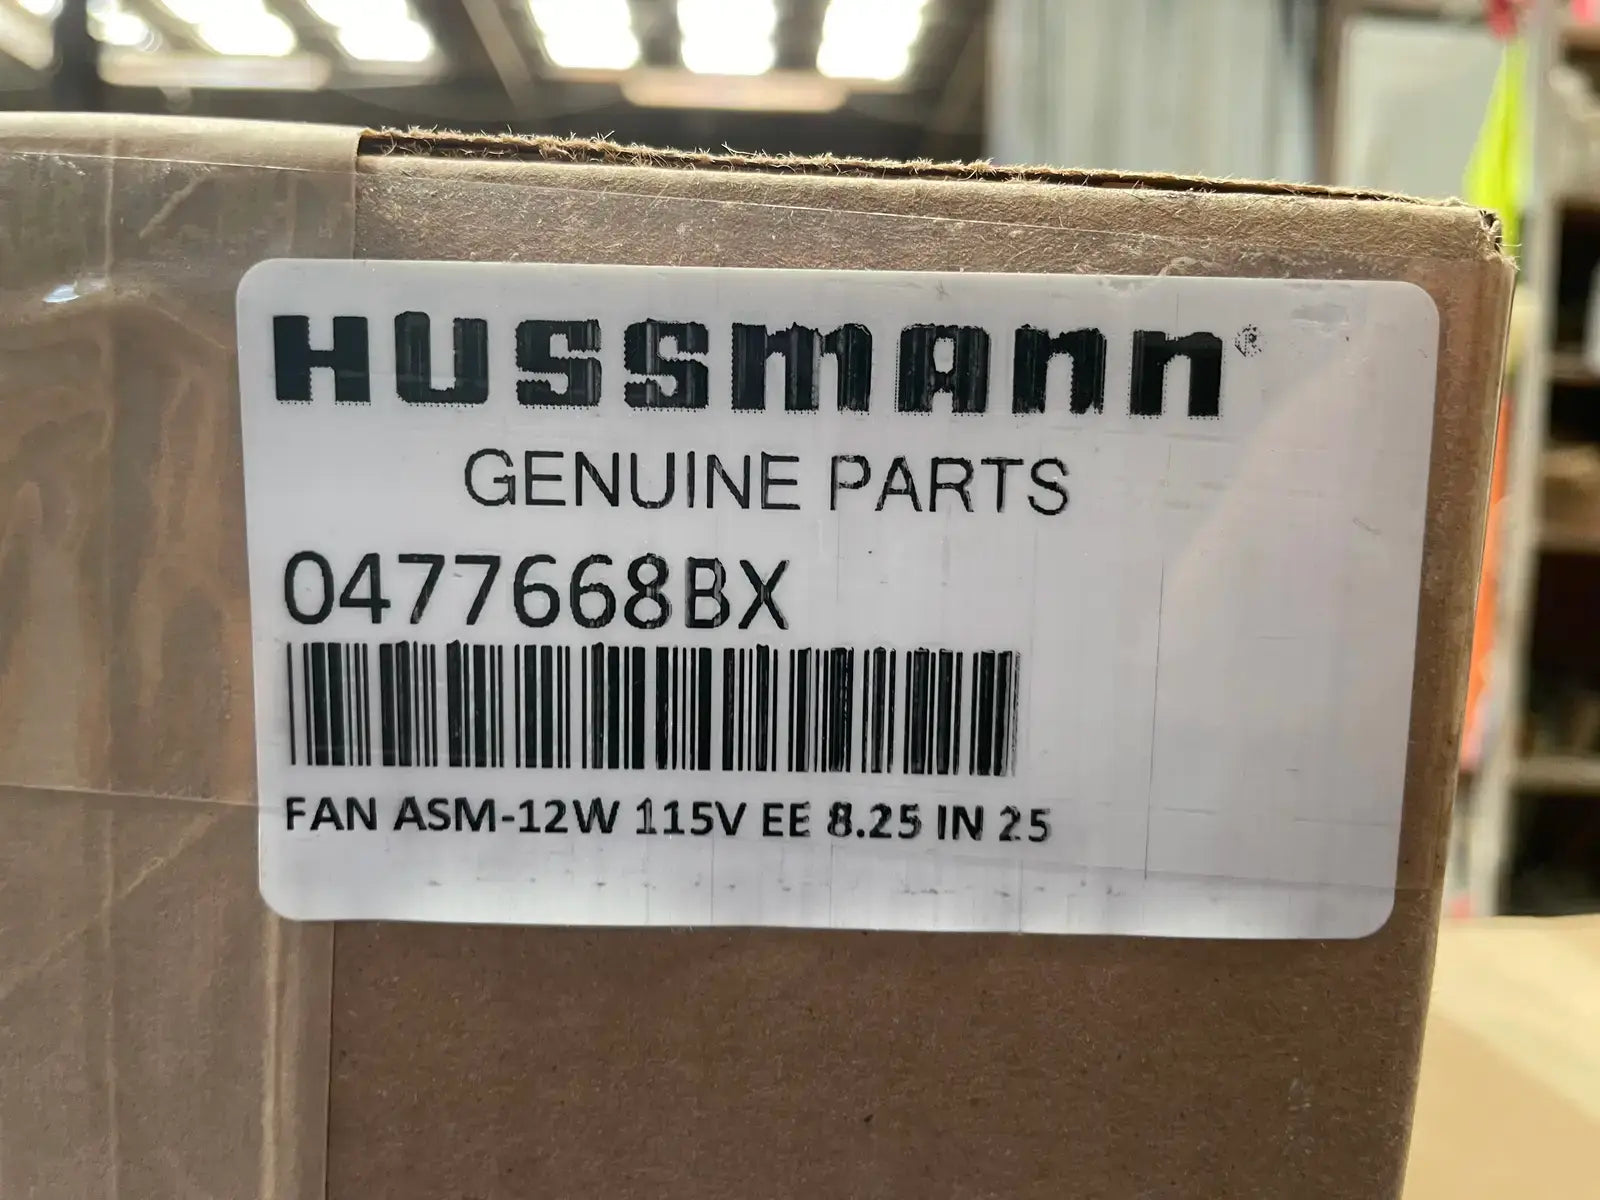 HUSSmAnn®
GENUINE PARTS
0477668BX
FAN ASM-12W 115V EE 8.25 IN 25